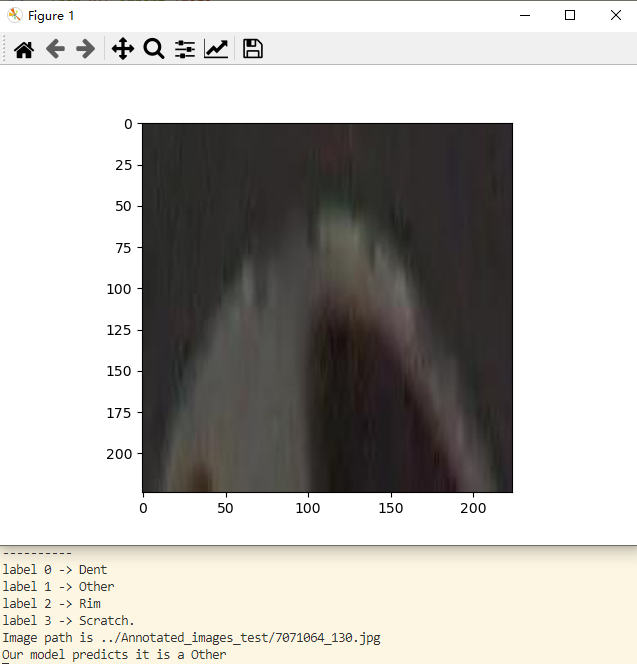 Figure 1
0
25
50
75
100
125
150
175
200
0 50 100 150 200
----------
label 0 -> Dent
label 1 -> Other
label 2 -> Rim
label 3 -> Scratch.
Image path is ../Annotated_images_test/7071064_130.jpg
Our model predicts it is a Other